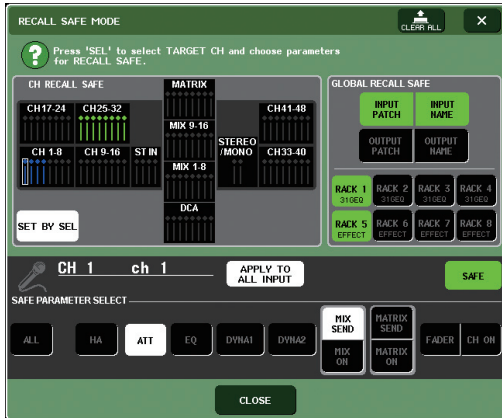 RECALL SAFE MODE
CLEAR ALL
Press 'SEL' to select TARGET CH and choose parameters
for RECALL SAFE.
CH RECALL SAFE
MATRIX
CH17-24
CH25-32
CH41-48
MIX 9-16
STEREO
/MONO
CH 1-8
CH 9-16
ST IN
CH33-40
MIX 1-8
DCA
SET BY SEL
GLOBAL RECALL SAFE
INPUT
PATCH
INPUT
NAME
OUTPUT
PATCH
OUTPUT
NAME
RACK 1
31GEQ
RACK 2
31GEQ
RACK 3
31GEQ
RACK 4
31GEQ
RACK 5
EFFECT
RACK 6
EFFECT
RACK 7
EFFECT
RACK 8
EFFECT
CH 1 ch 1
APPLY TO
ALL INPUT
SAFE
SAFE PARAMETER SELECT
ALL
HA
ATT
EQ
DYNA1
DYNA2
MIX
SEND
MIX
ON
MATRIX
SEND
MATRIX
ON
FADER
CH ON
CLOSE